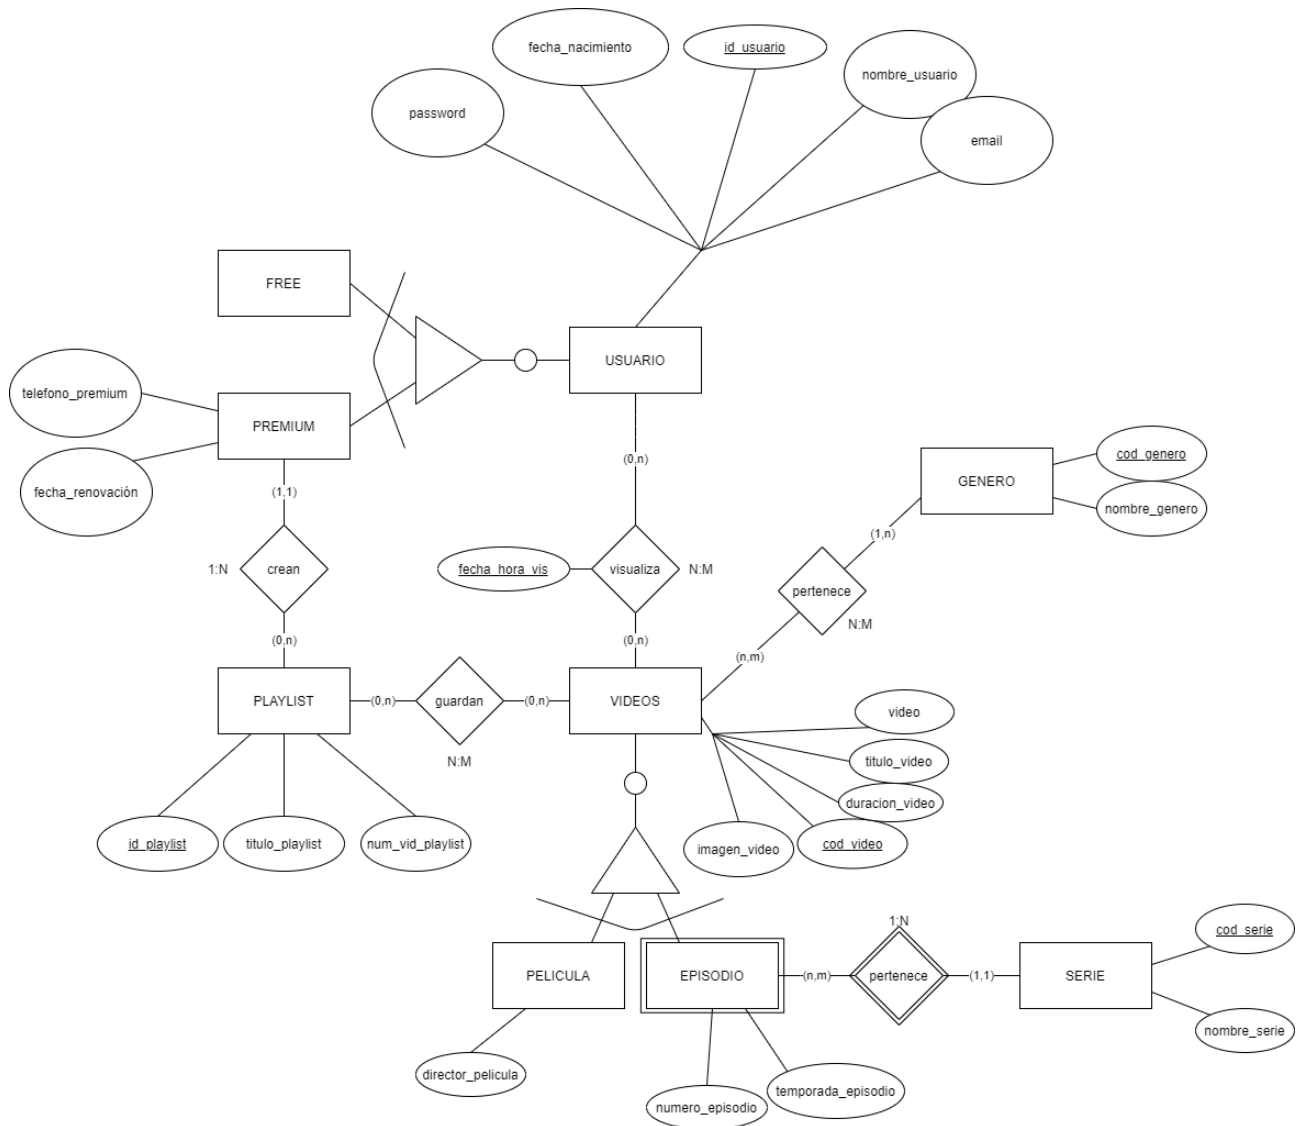 fecha_nacimiento
id_usuario
nombre_usuario
password
email
FREE
USUARIO
telefono_premium
PREMIUM
fecha_renovación
(1,1)
(0,n)
GENERO
cod_genero
nombre_genero
(1,n)
1:N
crean
fecha_hora_vis
visualiza
N:M
pertenece
N:M
(0,n)
(0,n)
(n,m)
PLAYLIST
(0,n)
guardan
(0,n)
VIDEOS
N:M
video
titulo_video
duracion_video
id_playlist
titulo_playlist
num_vid_playlist
imagen_video
cod_video
1:N
cod_serie
PELICULA
EPISODIO
(n,m)
pertenece
(1,1)
SERIE
nombre_serie
director_pelicula
numero_episodio
temporada_episodio